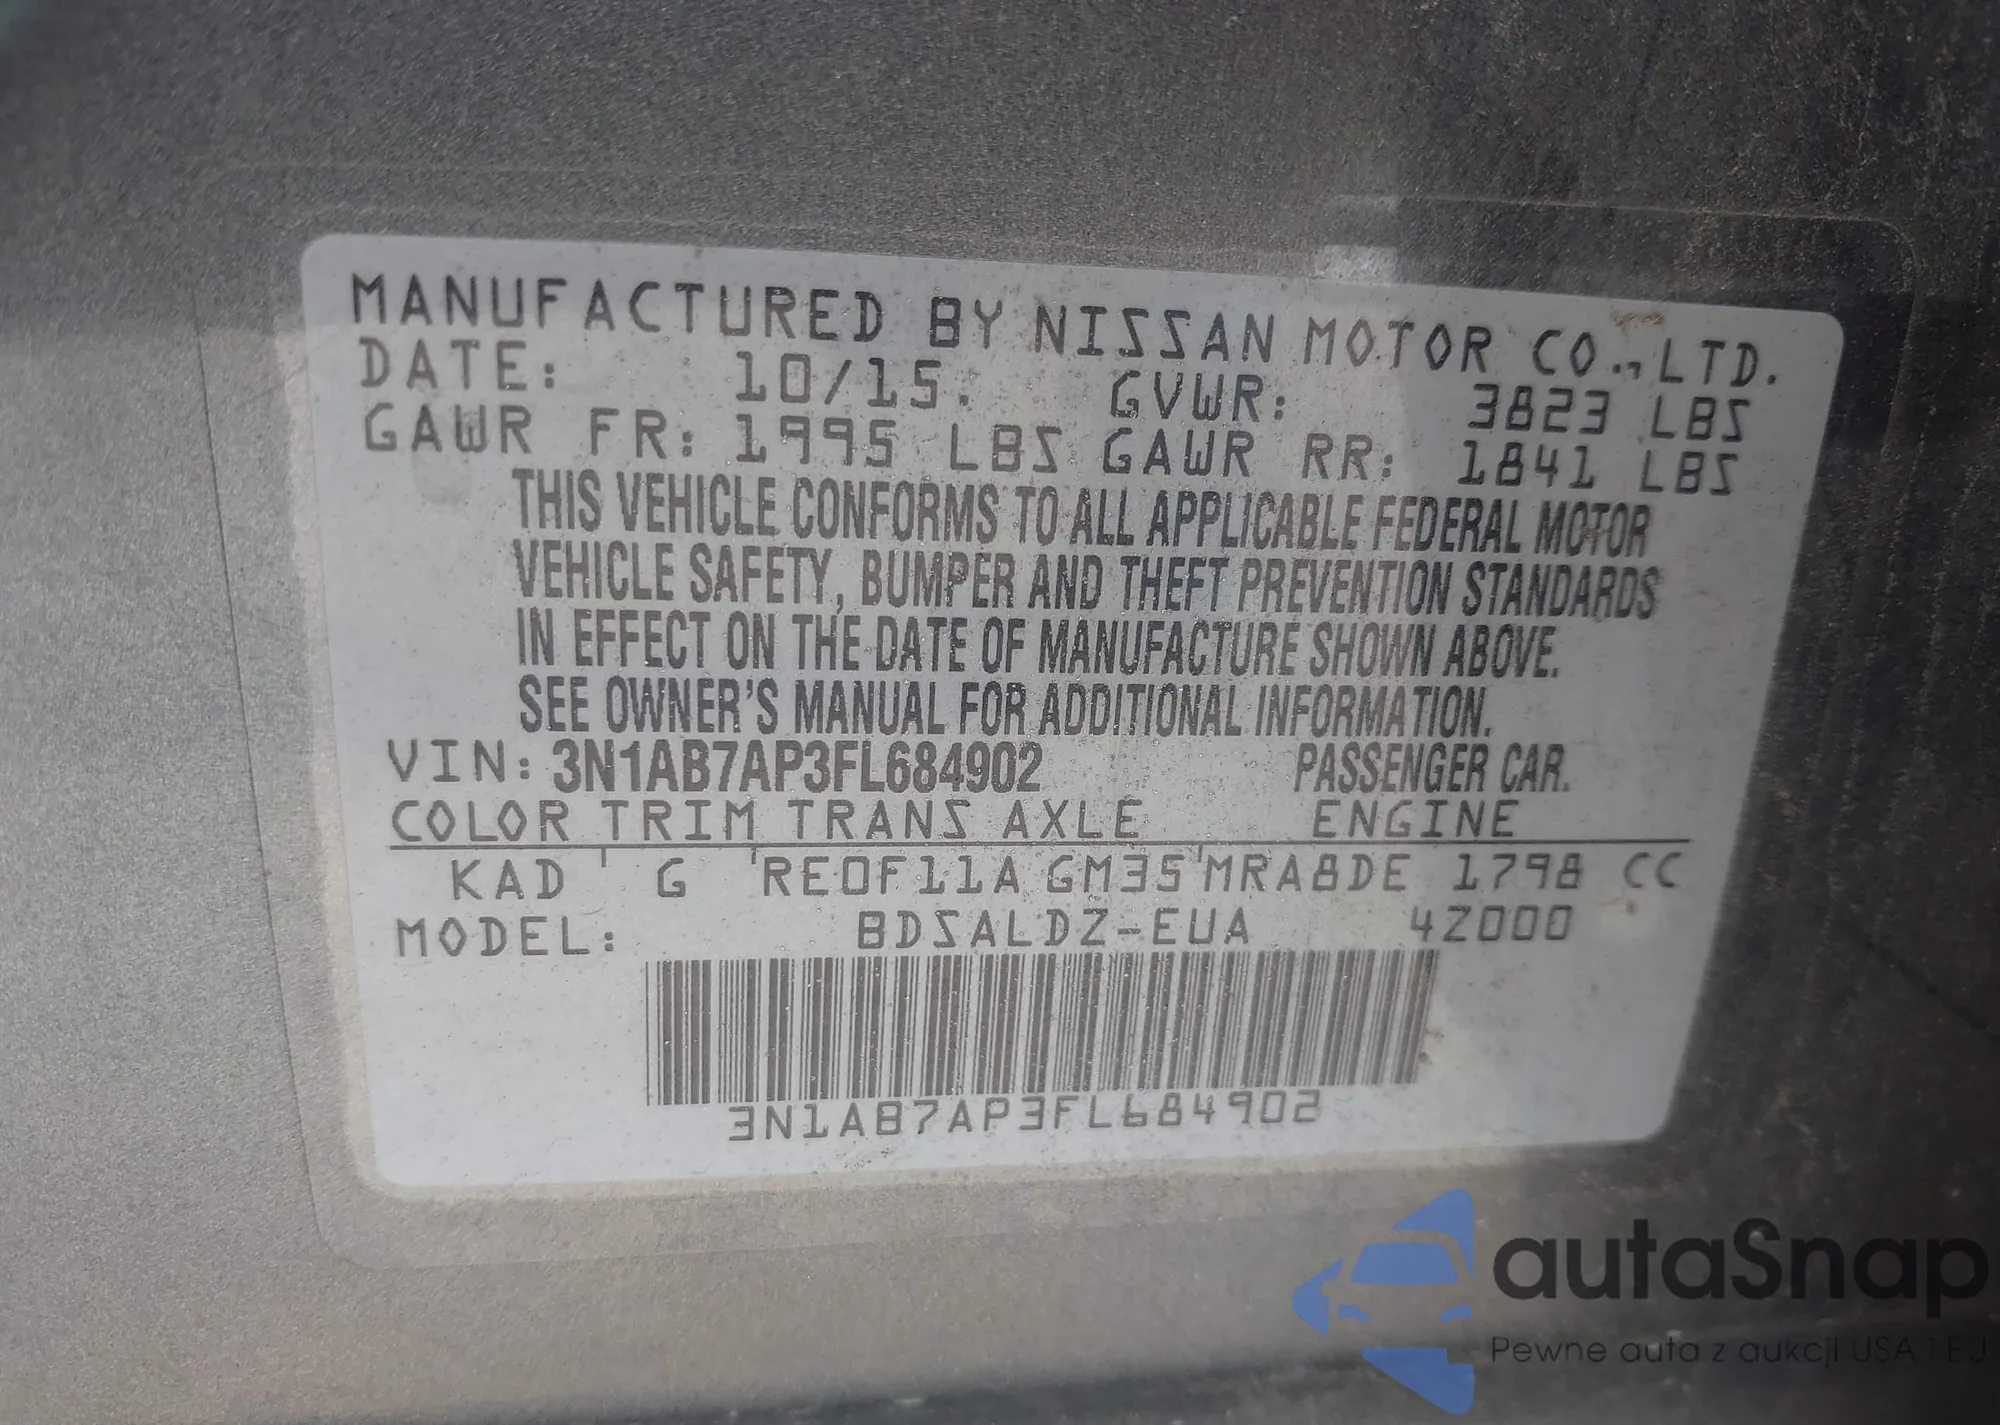 MANUFACTURED BY NISSAN MOTOR CO., LTD.
DATE: 10/15. GVWR: 3823 LBS
GAWR FR: 1995 LBS GAWR RR: 1841 LBS
THIS VEHICLE CONFORMS TO ALL APPLICABLE FEDERAL MOTOR
VEHICLE SAFETY, BUMPER AND THEFT PREVENTION STANDARDS
IN EFFECT ON THE DATE OF MANUFACTURE SHOWN ABOVE.
SEE OWNER'S MANUAL FOR ADDITIONAL INFORMATION.
VIN: 3N1AB7AP3FL684902 PASSENGER CAR.
COLOR TRIM TRANS AXLE ENGINE
KAD ' G 'RE0F11A GM35'MRA8DE 1798 CC
MODEL: BDSALDZ-EUA 4Z000
3N1AB7AP3FL684902
autaSnap
Pewne auta z aukcji USA i EJ